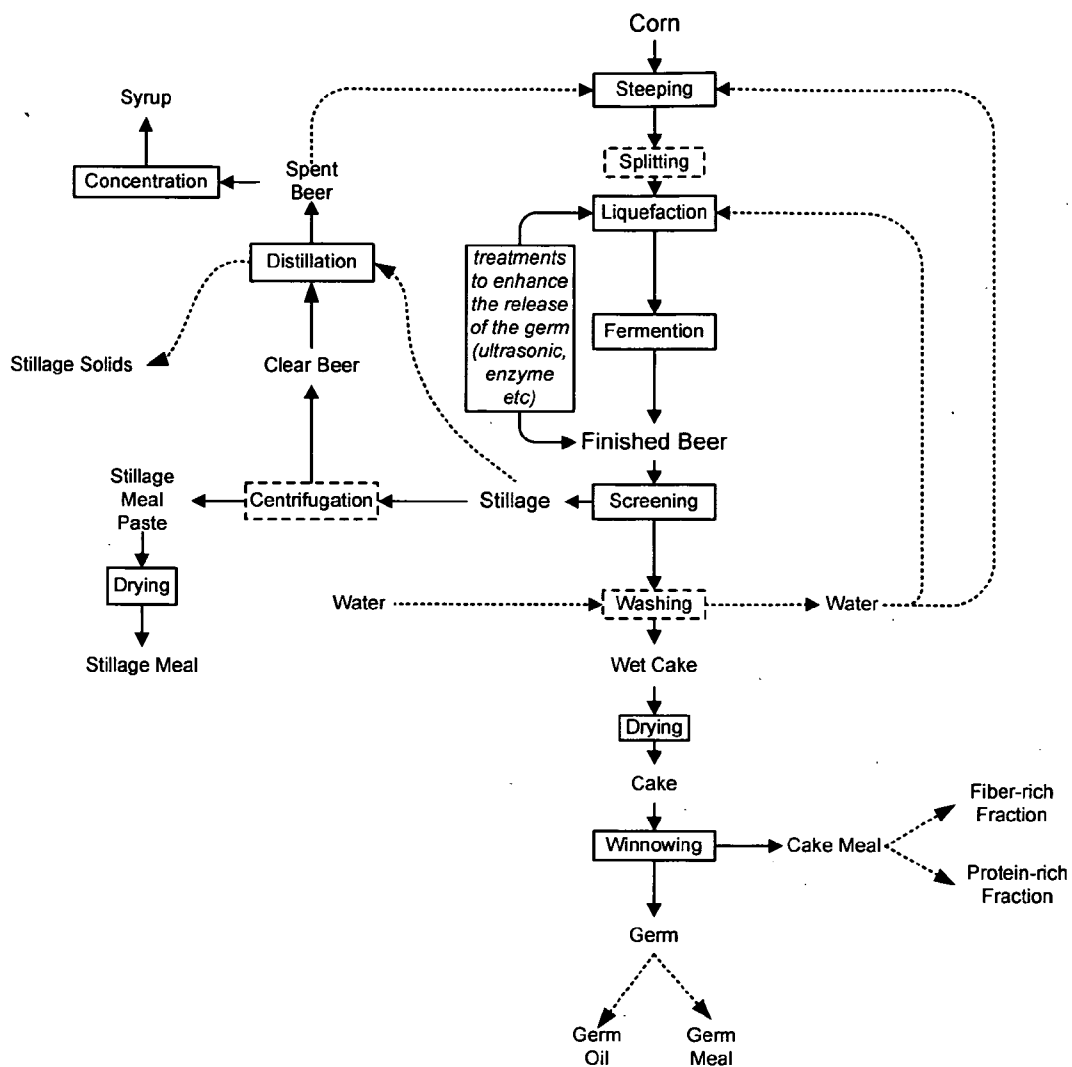 Corn
Steeping
Syrup
Splitting
Concentration
Spent
Beer
Liquefaction
Distillation
treatments
to enhance
the release
of the germ
(ultrasonic,
enzyme
etc)
Fermention
Stillage Solids
Clear Beer
Finished Beer
Stillage
Meal
Paste
Centrifugation
Stillage
Screening
Drying
Water
Washing
Water
Stillage Meal
Wet Cake
Drying
Cake
Fiber-rich
Fraction
Winnowing
Cake Meal
Protein-rich
Fraction
Germ
Germ
Oil
Germ
Meal